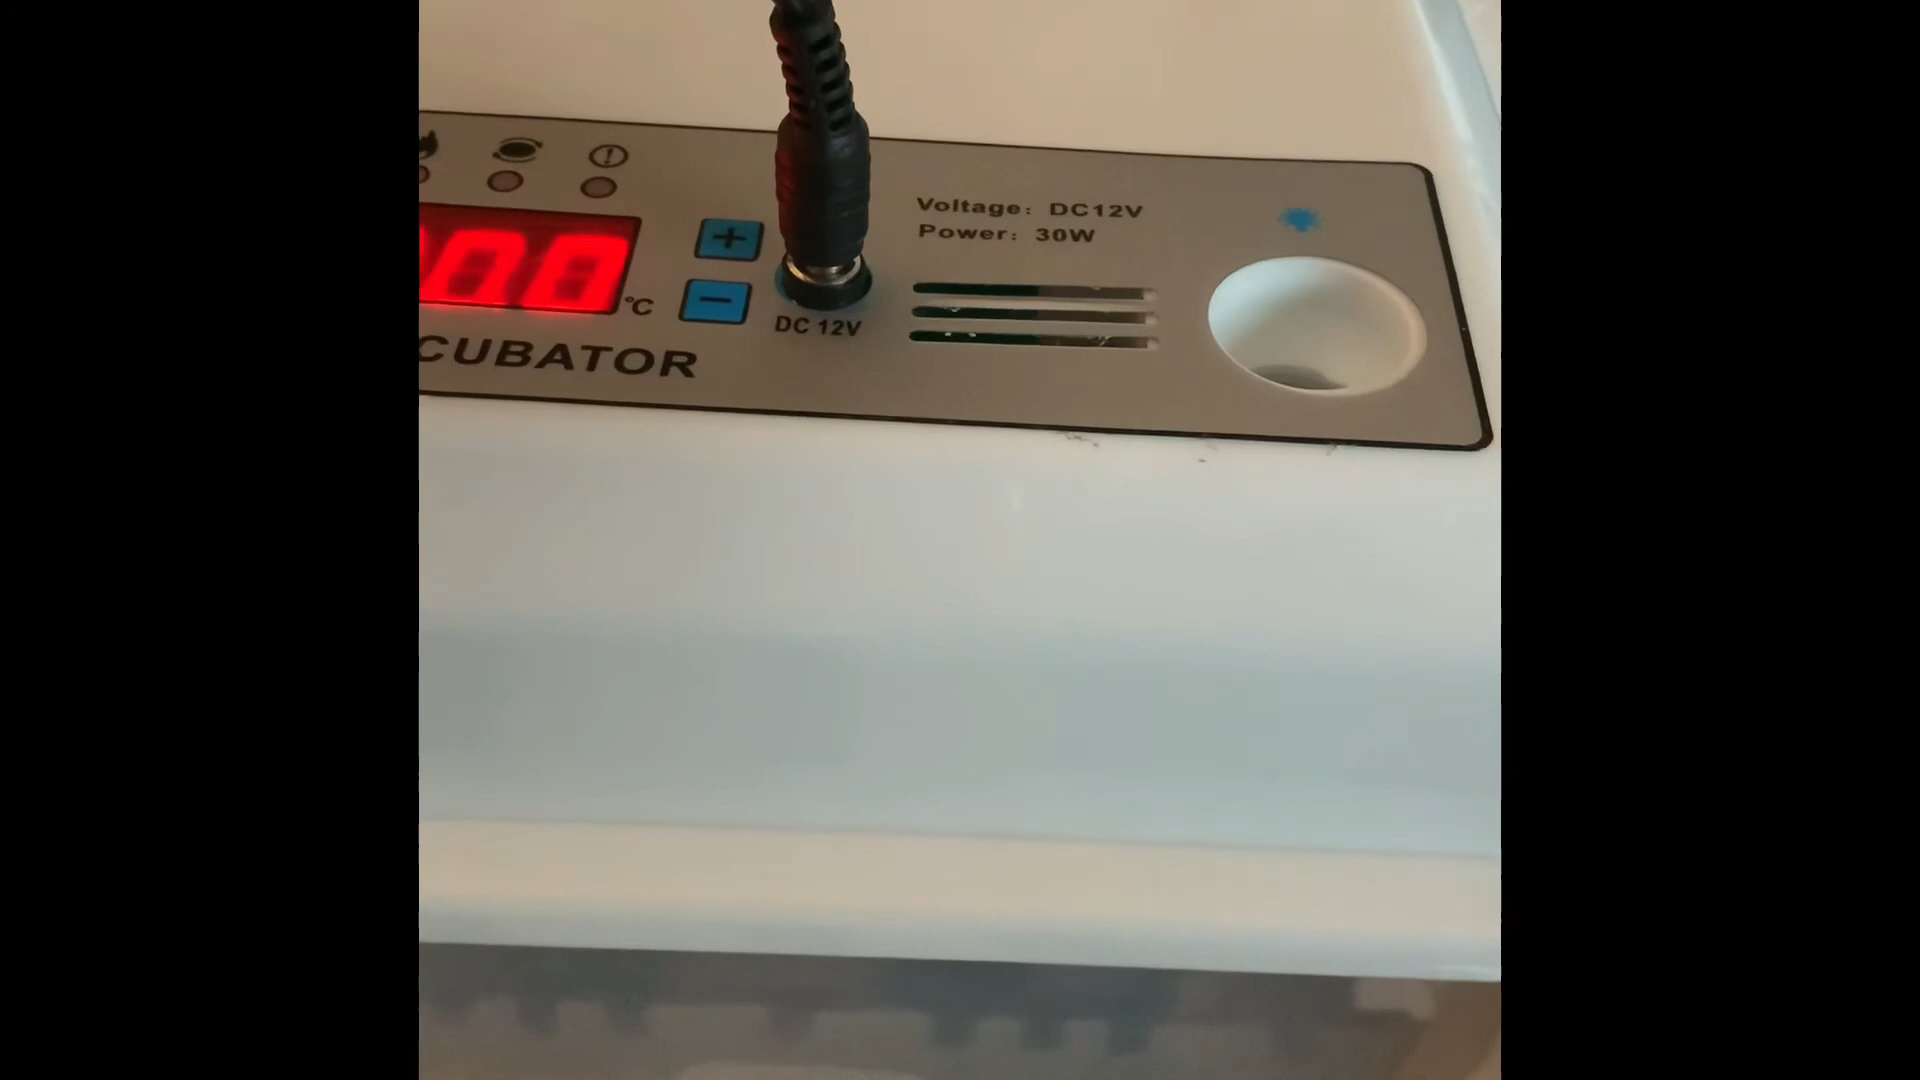 Voltage: DC12V
Power: 30W
+
-
°C
DC 12V
CUBATOR